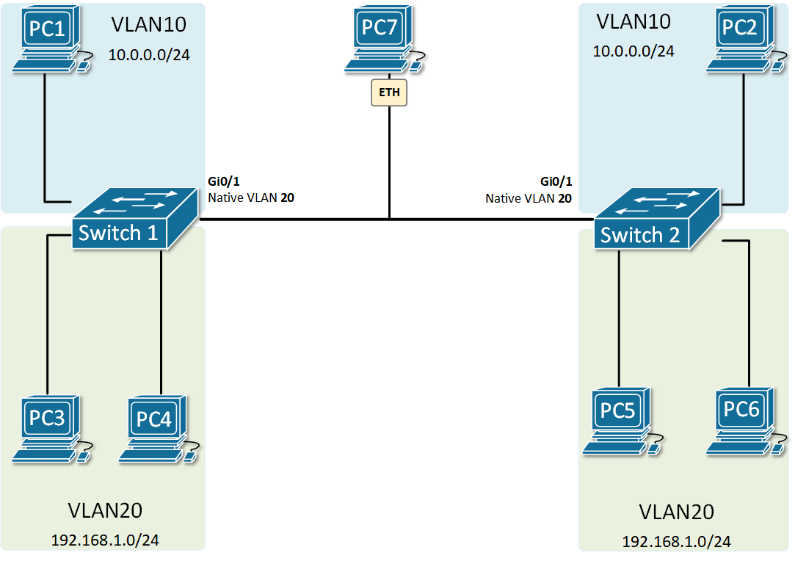 PC1
VLAN10
10.0.0.0/24
PC7
ETH
VLAN10
10.0.0.0/24
PC2
Gi0/1
Native VLAN 20
Gi0/1
Native VLAN 20
Switch 1
Switch 2
PC3
PC4
PC5
PC6
VLAN20
192.168.1.0/24
VLAN20
192.168.1.0/24